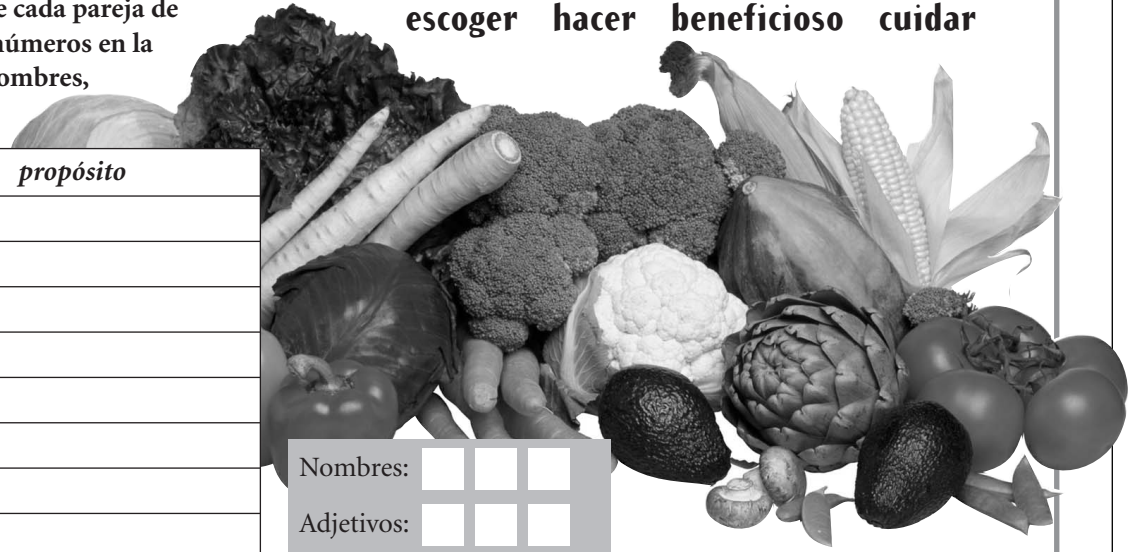 e cada pareja de
números en la
ombres,
escoger hacer beneficioso cuidar
propósito
Nombres:
Adjetivos: